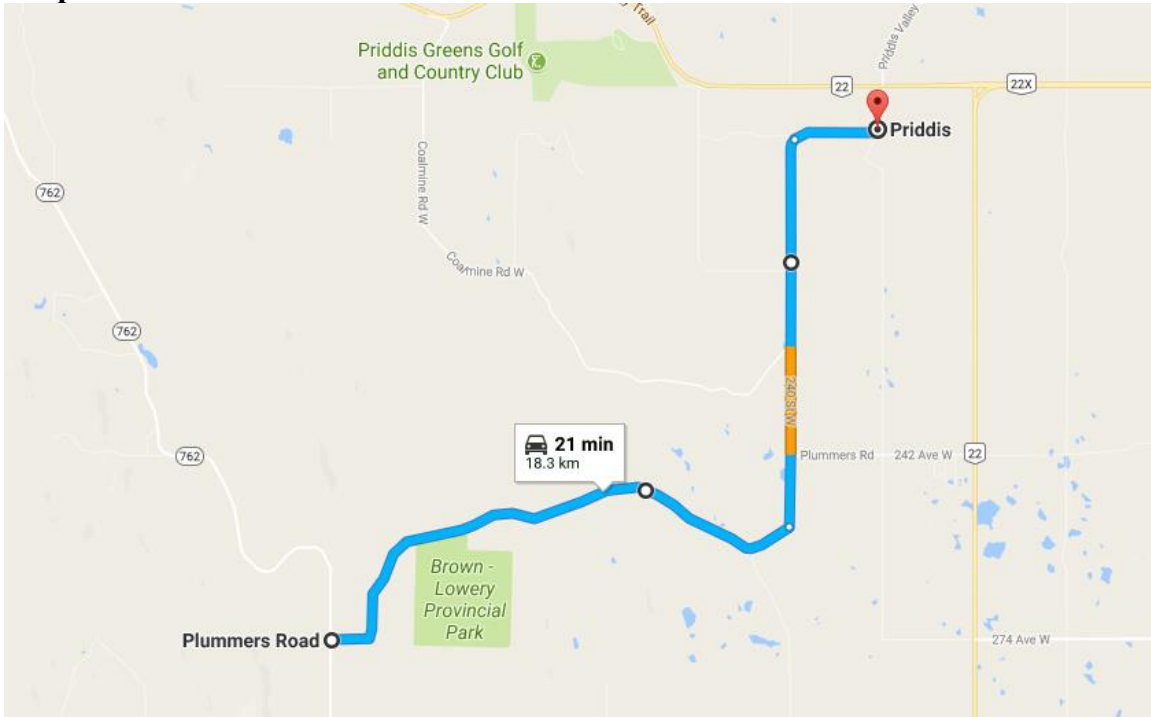 Trail
Priddis Valley
Priddis Greens Golf
and Country Club
22
22X
Priddis
Coalmine Rd W
762
Coalmine Rd W
762
240 St W
21 min
18.3 km
762
Plummers Rd
242 Ave W
22
Brown -
Lowery
Provincial
Park
Plummers Road
274 Ave W